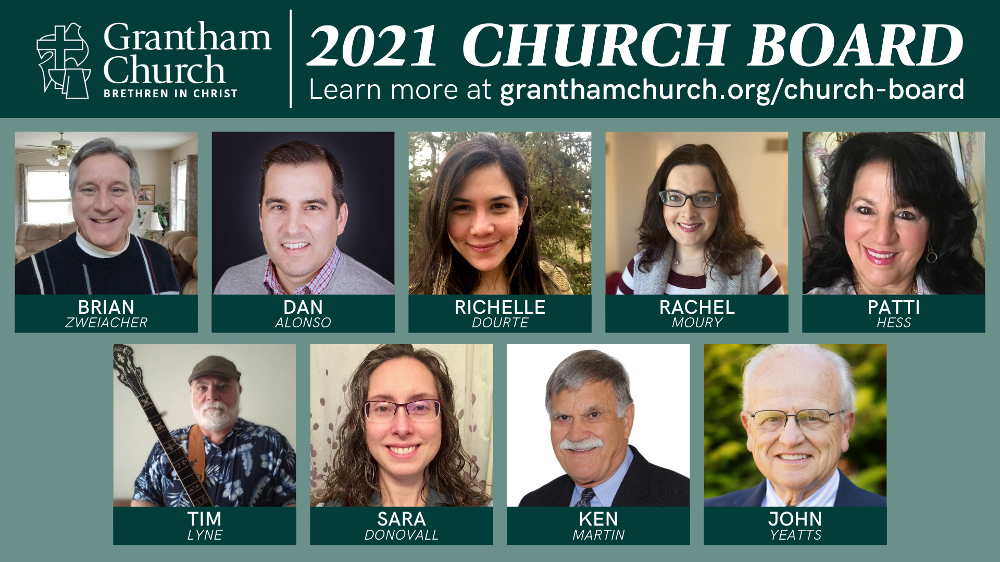 Grantham
Church
BRETHREN IN CHRIST
2021 CHURCH BOARD
Learn more at granthamchurch.org/church-board
BRIAN
ZWEIACHER
DAN
ALONSO
RICHELLE
DOURTE
RACHEL
MOURY
PATTI
HESS
TIM
LYNE
SARA
DONOVALL
KEN
MARTIN
JOHN
YEATTS